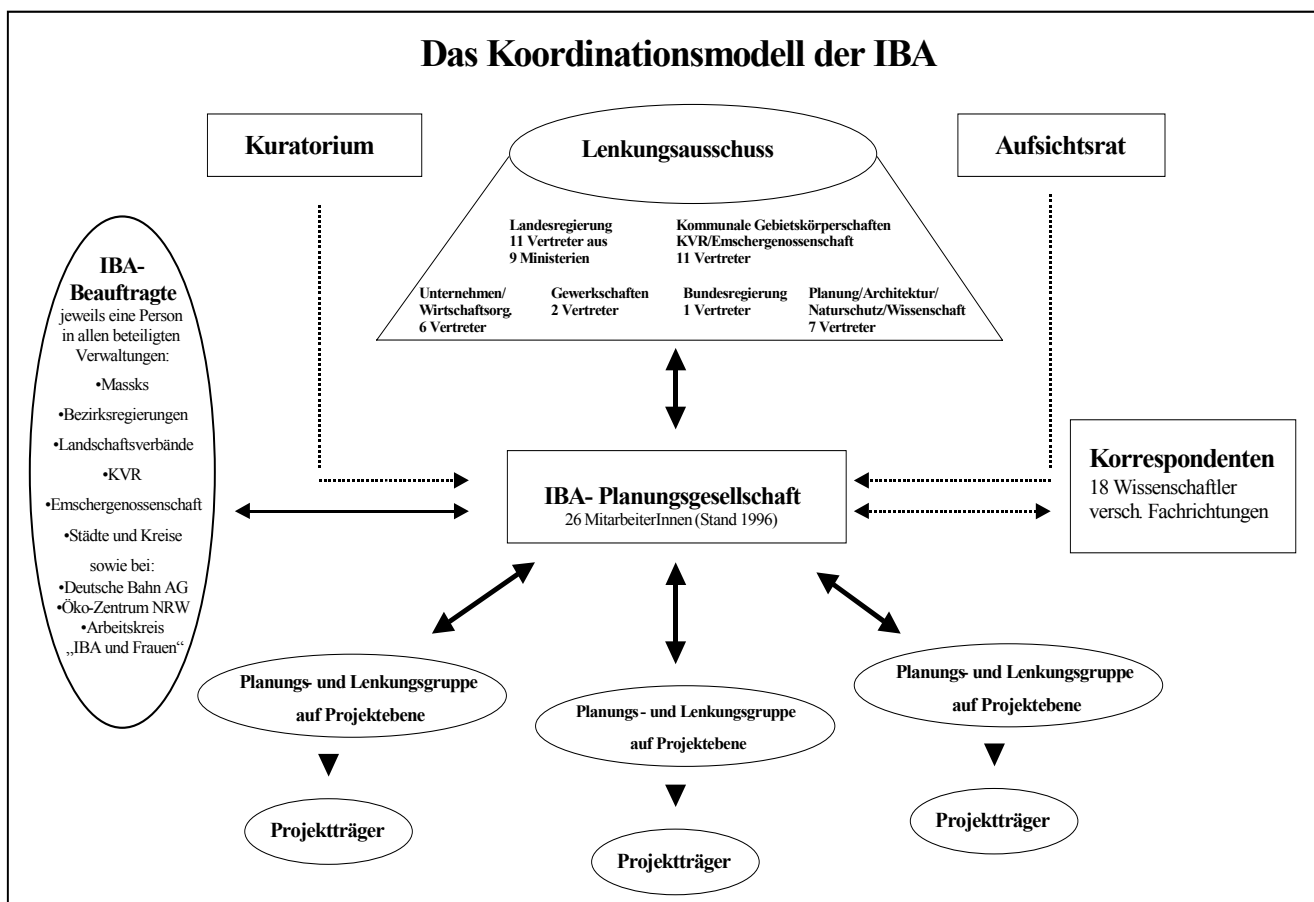 Das Koordinationsmodell der IBA
Kuratorium
Lenkungsausschuss
Aufsichtsrat
Landesregierung
11 Vertreter aus
9 Ministerien
Kommunale Gebietskörperschaften
KVR/Emschergenossenschaft
11 Vertreter
Unternehmen/
Wirtschaftsorg.
6 Vertreter
Gewerkschaften
2 Vertreter
Bundesregierung
1 Vertreter
Planung/Architektur/
Naturschutz/Wissenschaft
7 Vertreter
IBA-
Beauftragte
jeweils eine Person
in allen beteiligten
Verwaltungen:
•Massks
•Bezirksregierungen
•Landschaftsverbände
•KVR
•Emschergenossenschaft
•Städte und Kreise
sowie bei:
•Deutsche Bahn AG
•Öko-Zentrum NRW
•Arbeitskreis
„IBA und Frauen“
IBA- Planungsgesellschaft
26 MitarbeiterInnen (Stand 1996)
Korrespondenten
18 Wissenschaftler
versch. Fachrichtungen
Planungs- und Lenkungsgruppe
auf Projektebene
Planungs - und Lenkungsgruppe
auf Projektebene
Planungs- und Lenkungsgruppe
auf Projektebene
Projektträger
Projektträger
Projektträger